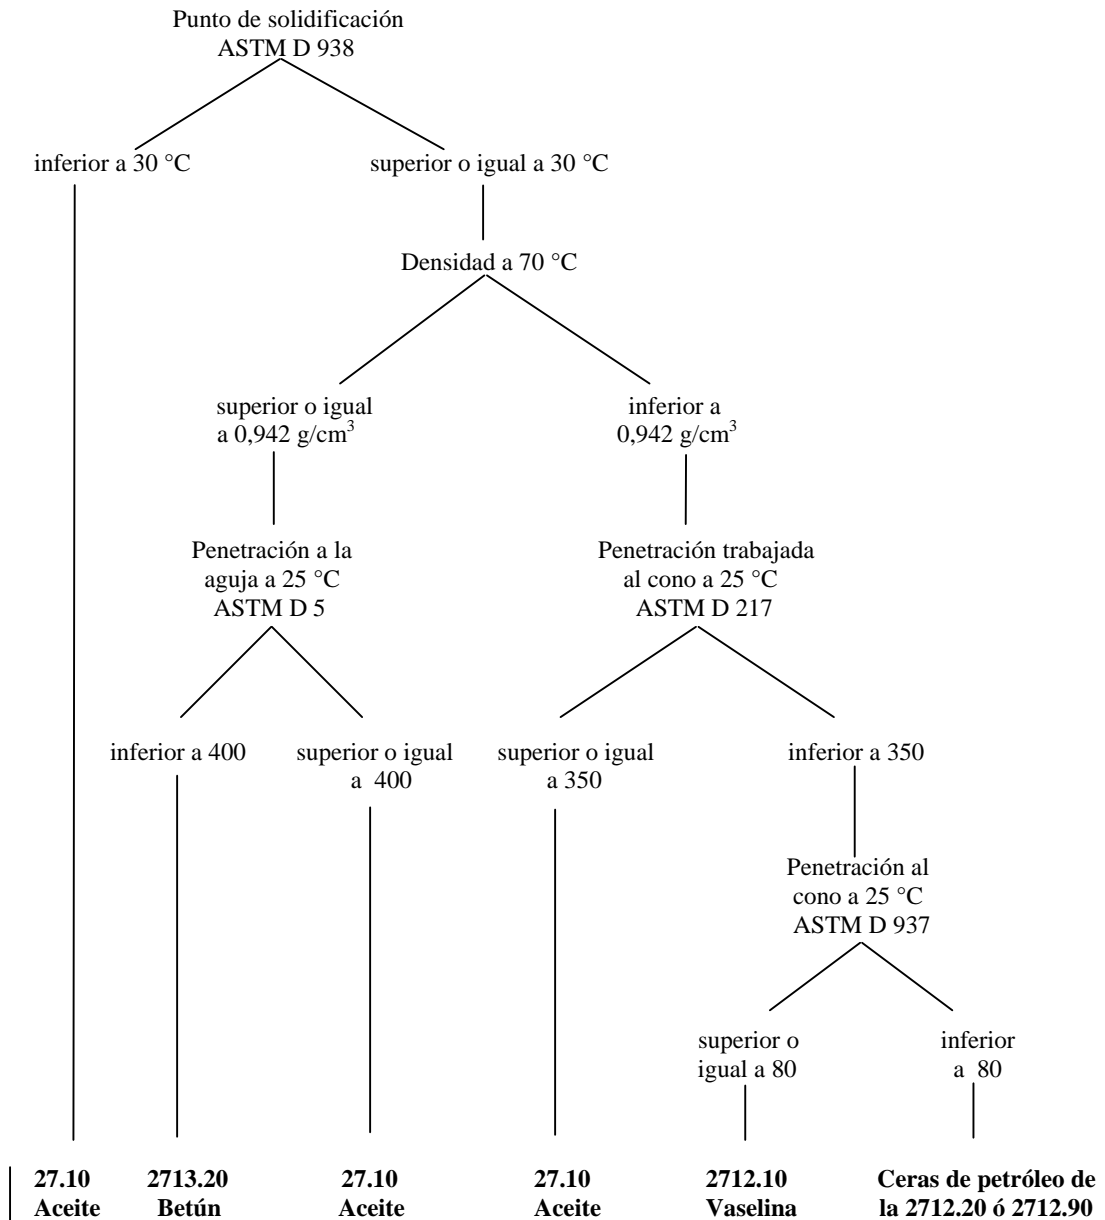 Punto de solidificación
ASTM D 938
inferior a 30 °C
superior o igual a 30 °C
Densidad a 70 °C
superior o igual
a 0,942 g/cm³
inferior a
0,942 g/cm³
Penetración a la
aguja a 25 °C
ASTM D 5
Penetración trabajada
al cono a 25 °C
ASTM D 217
inferior a 400
superior o igual
a 400
superior o igual
a 350
inferior a 350
Penetración al
cono a 25 °C
ASTM D 937
superior o
igual a 80
inferior
a 80
27.10
Aceite
2713.20
Betún
27.10
Aceite
27.10
Aceite
2712.10
Vaselina
Ceras de petróleo de
la 2712.20 ó 2712.90